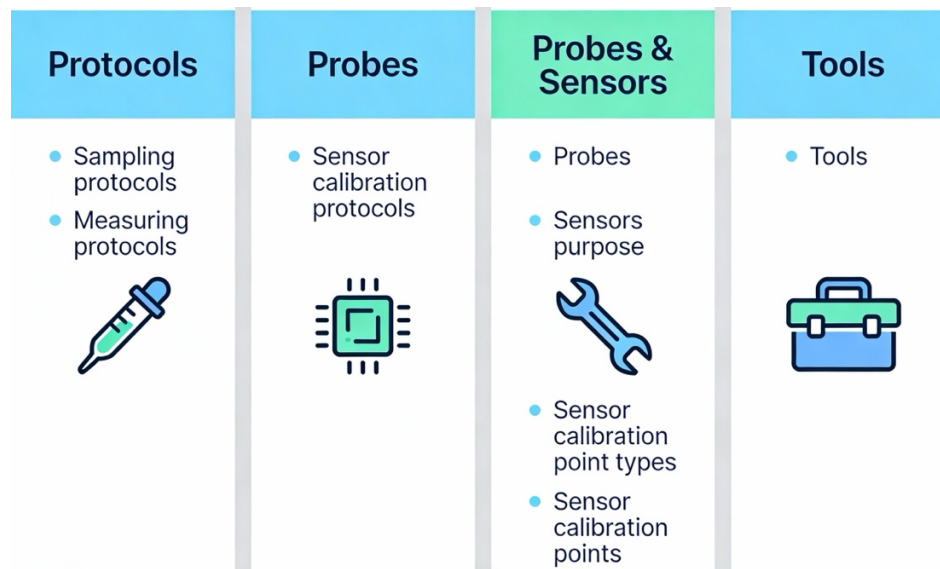 Protocols
Sampling
protocols
Measuring
protocols
Probes
Sensor
calibration
protocols
Probes &
Sensors
Probes
Sensors
purpose
Sensor
calibration
point types
Sensor
calibration
points
Tools
Tools